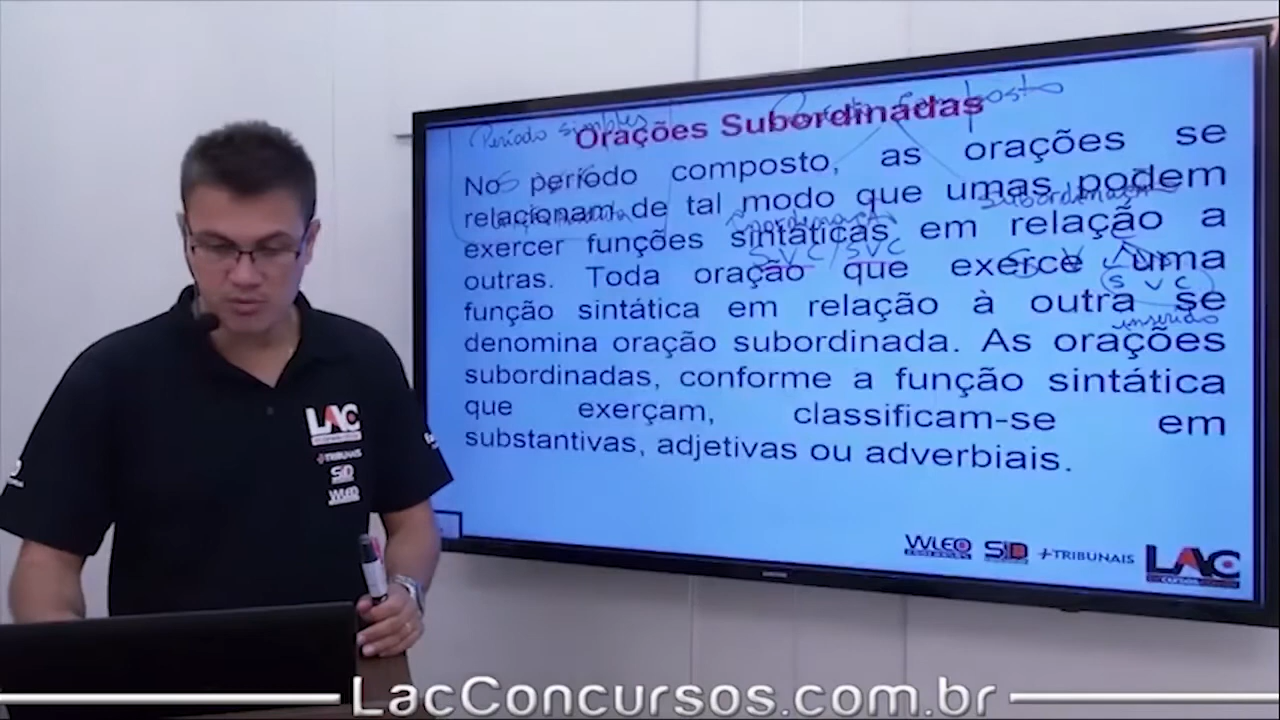 Período simples
Composto
Orações Subordinadas
No período composto, as orações se
relacionam de tal modo que umas podem
exercer funções sintáticas em relação a
outras. Toda oração que exerce uma
função sintática em relação à outra se
denomina oração subordinada. As orações
subordinadas, conforme a função sintática
que exerçam, classificam-se em
substantivas, adjetivas ou adverbiais.
Coordenação
Subordinação
SVC/SVC
S V C
inserido
WLEO SID +TRIBUNAIS LAC
CONCURSOS
LAC
+TRIBUNAIS
SID
WLEO
LacConcursos.com.br